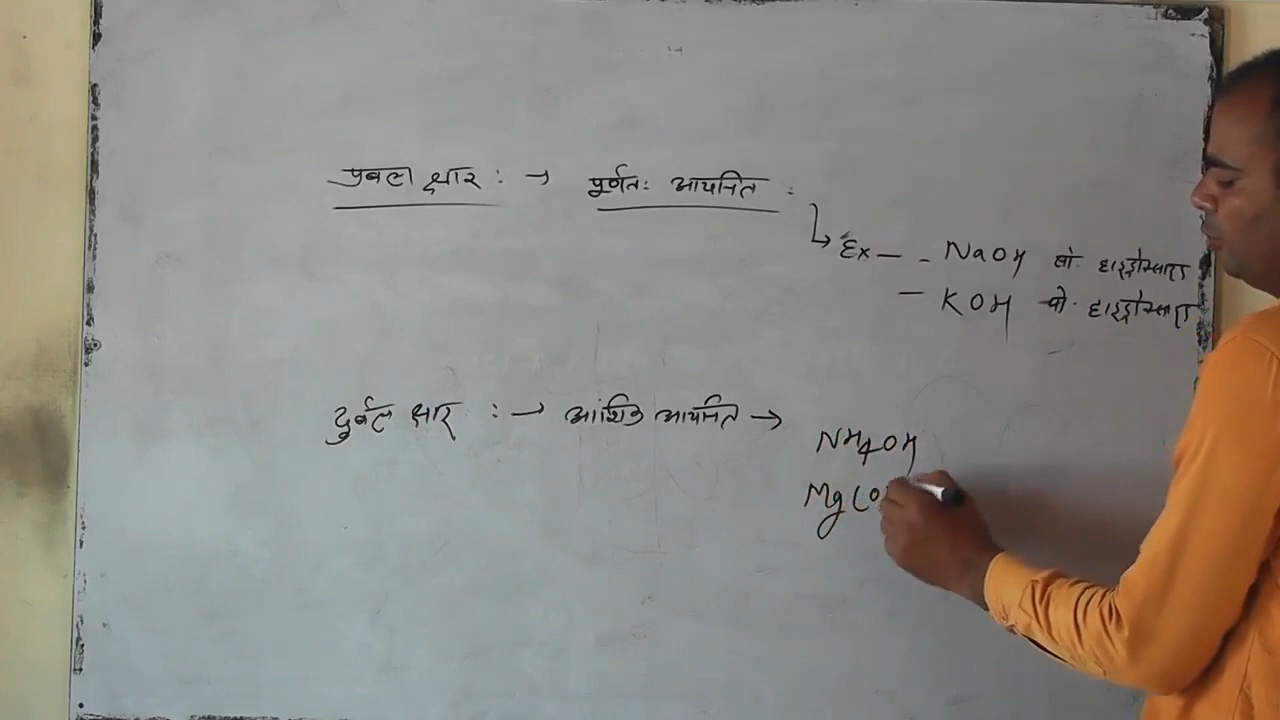 प्रबल क्षार : → पूर्णतः आयनित :
↳ Ex — - NaOH सो. हाइड्रोक्साइड
— KOH पो. हाइड्रोक्साइड
दुर्बल क्षार : → आंशिक आयनित →
NH4OH
Mg(O